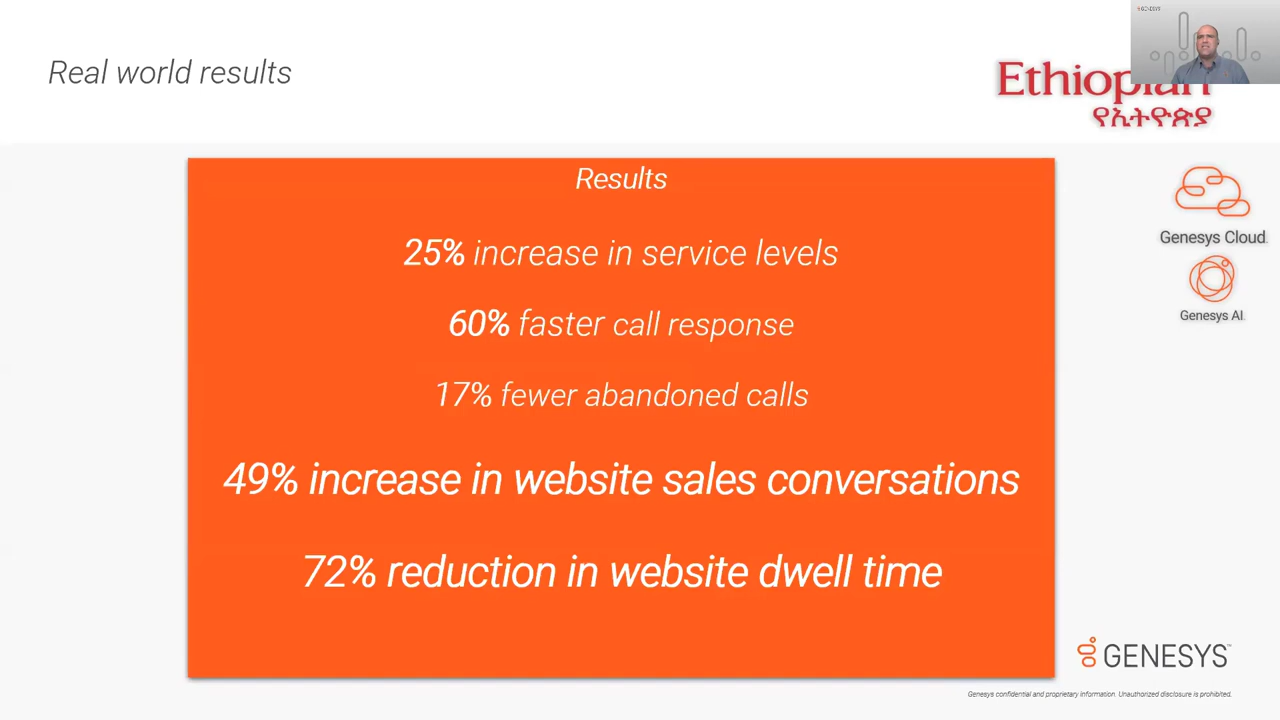 GENESYS
Real world results
Ethiopian
የኢትዮጵያ
Results
25% increase in service levels
60% faster call response
17% fewer abandoned calls
49% increase in website sales conversations
72% reduction in website dwell time
Genesys Cloud
Genesys AI
GENESYS
Genesys confidential and proprietary information. Unauthorized disclosure is prohibited.